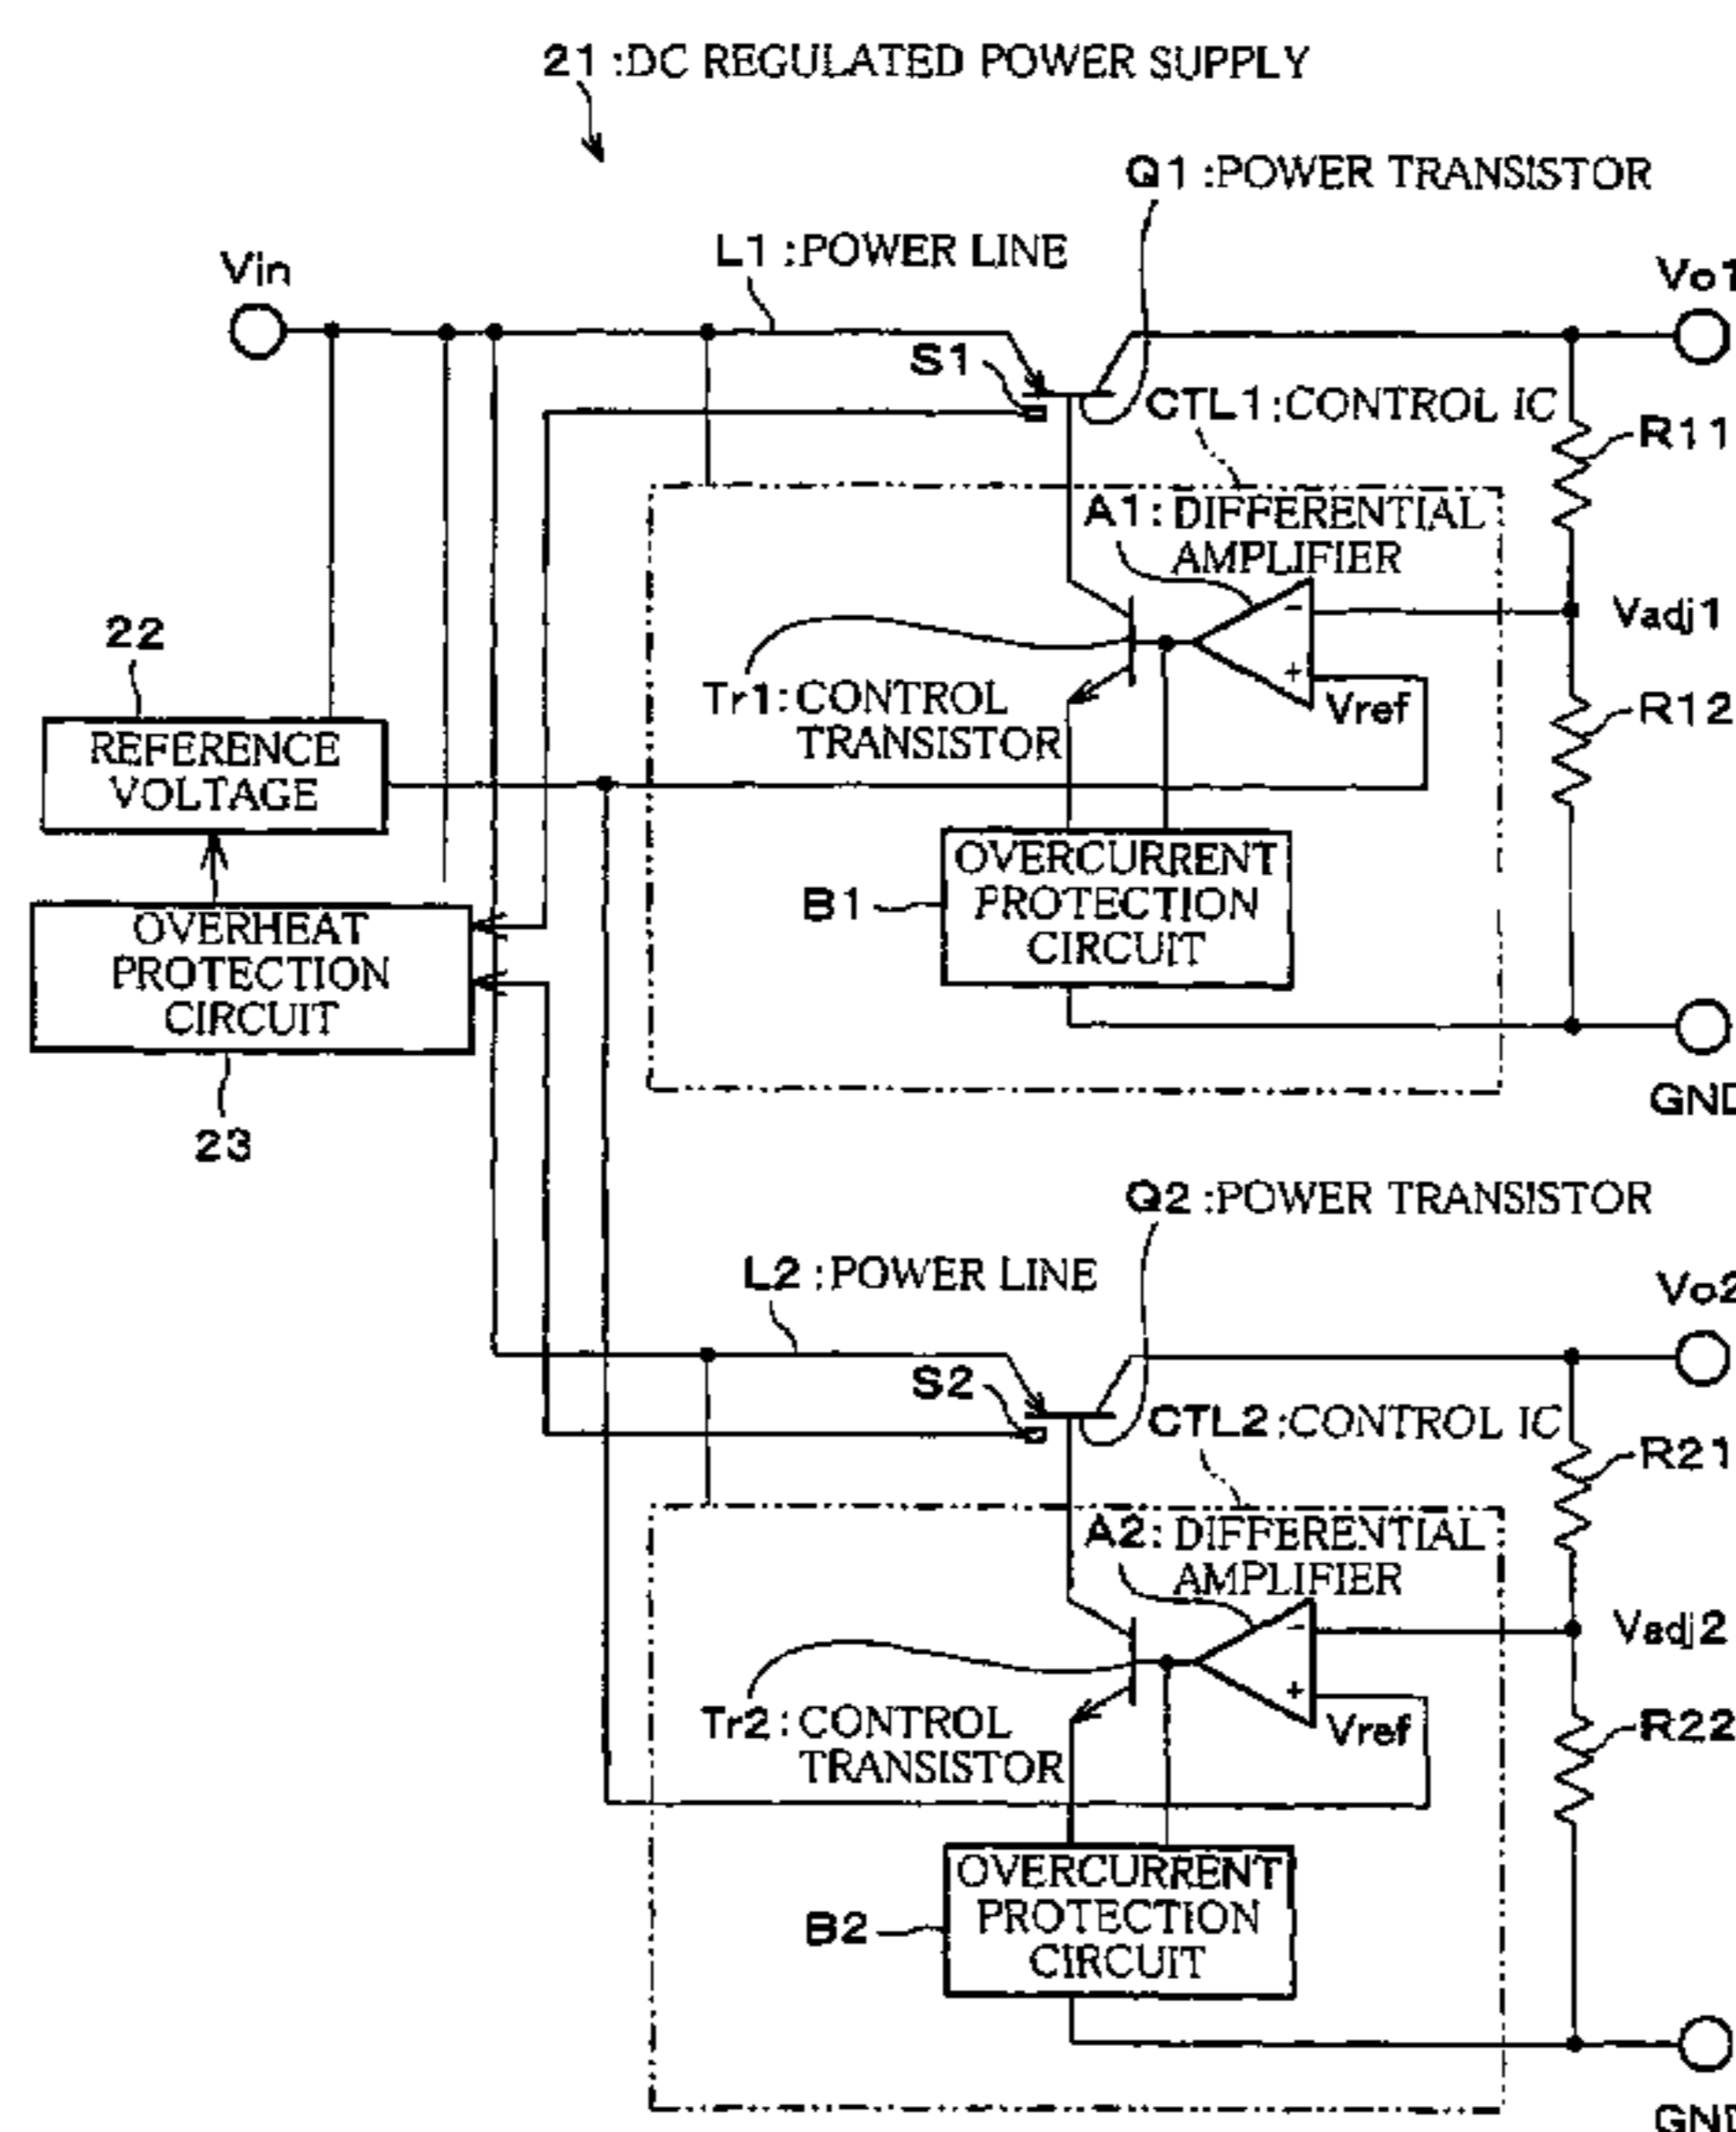 21 :DC REGULATED POWER SUPPLY
Q1 :POWER TRANSISTOR
L1 :POWER LINE
Vin
Vo1
S1
CTL1 :CONTROL IC
R11
A1: DIFFERENTIAL
AMPLIFIER
-
Vadj1
22
+
Tr1: CONTROL
TRANSISTOR
Vref
R12
REFERENCE
VOLTAGE
OVERCURRENT
PROTECTION
CIRCUIT
B1
OVERHEAT
PROTECTION
CIRCUIT
GND
23
Q2 :POWER TRANSISTOR
L2 :POWER LINE
Vo2
S2
CTL2 :CONTROL IC
R21
A2: DIFFERENTIAL
AMPLIFIER
-
Vadj2
+
Tr2: CONTROL
TRANSISTOR
Vref
R22
OVERCURRENT
PROTECTION
CIRCUIT
B2
GND